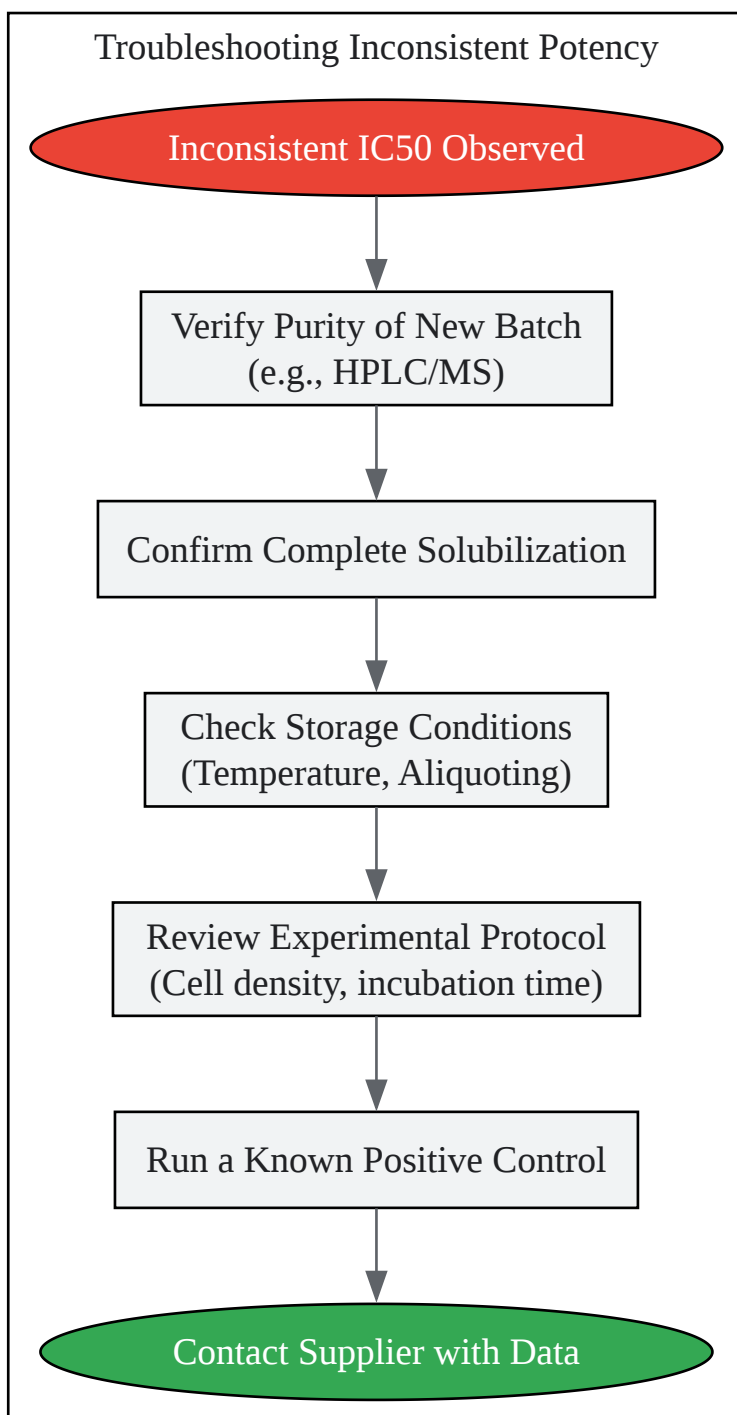 Troubleshooting Inconsistent Potency
Inconsistent IC50 Observed
Verify Purity of New Batch
(e.g., HPLC/MS)
Confirm Complete Solubilization
Check Storage Conditions
(Temperature, Aliquoting)
Review Experimental Protocol
(Cell density, incubation time)
Run a Known Positive Control
Contact Supplier with Data